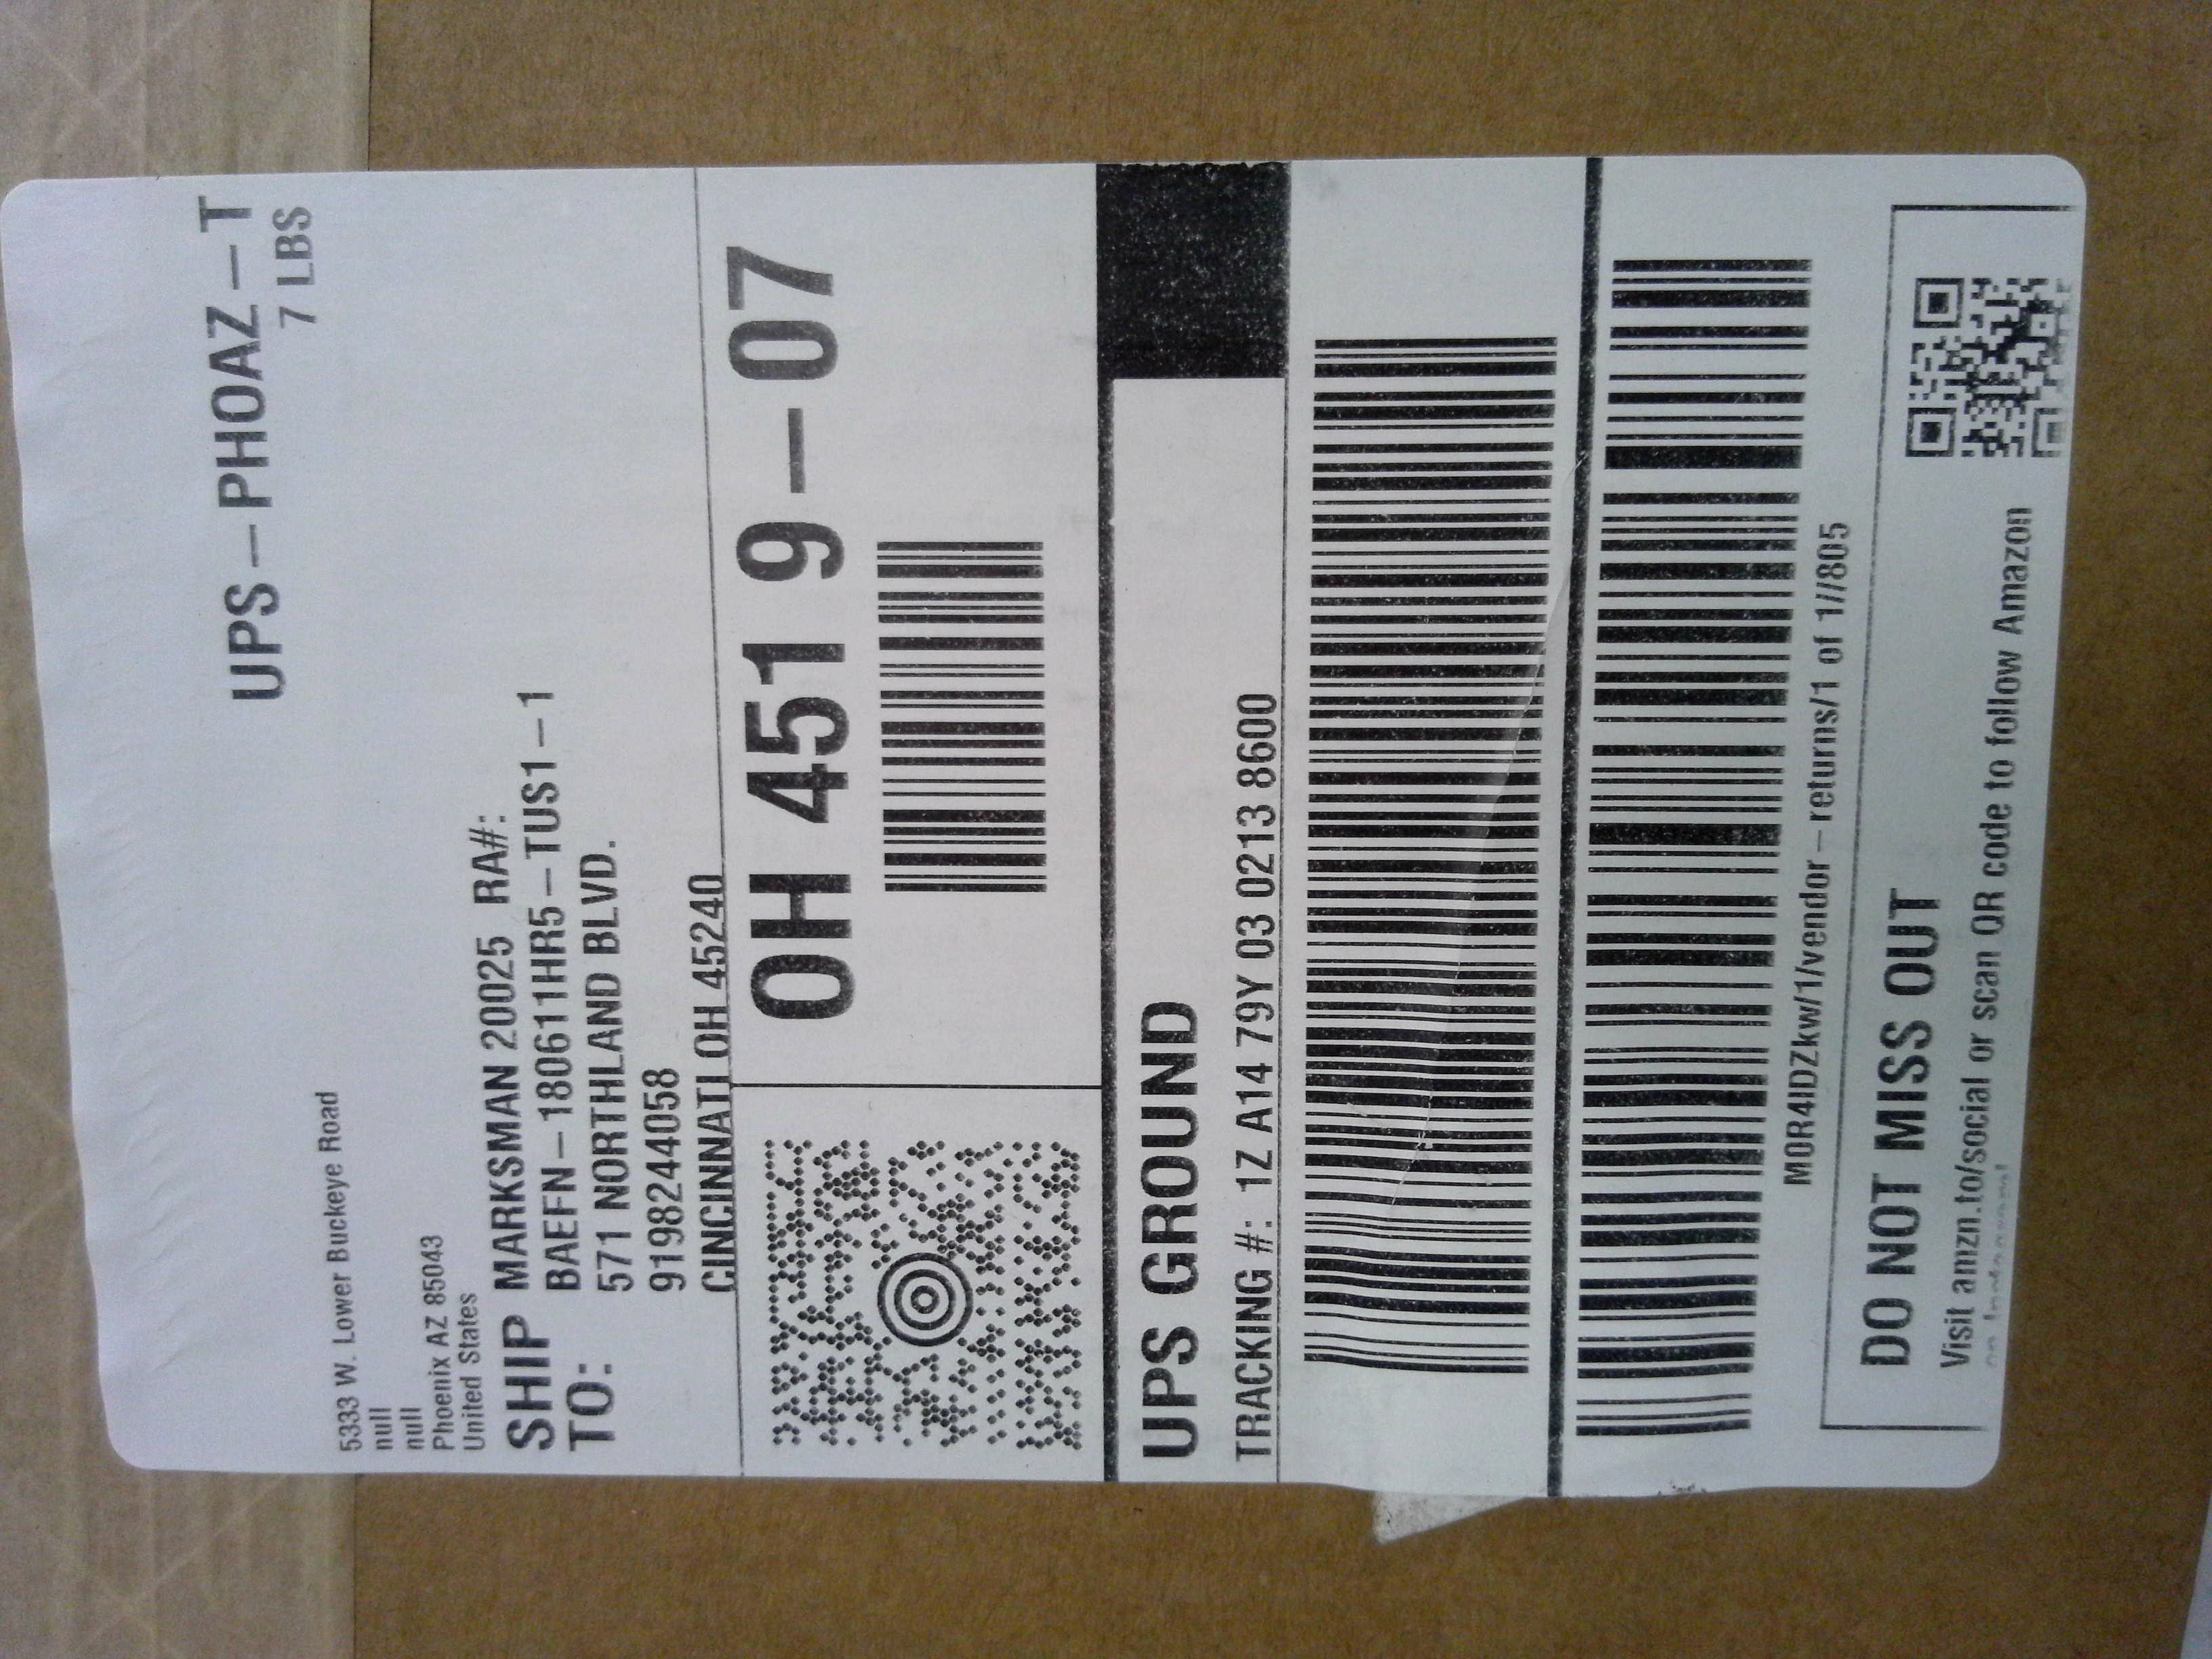 UPS-PHOAZ-T
7 LBS
5333 W. Lower Buckeye Road
null
null
Phoenix AZ 85043
United States
SHIP TO:
MARKSMAN 20025 RA#:
BAEFN-180611HR5-TUS1-1
571 NORTHLAND BLVD.
9198244058
CINCINNATI OH 45240
OH 451 9-07
UPS GROUND
TRACKING #: 1Z A14 79Y 03 0213 8600
M0R4IDZkw/1/vendor-returns/1 of 1//805
DO NOT MISS OUT
Visit amzn.to/social or scan QR code to follow Amazon